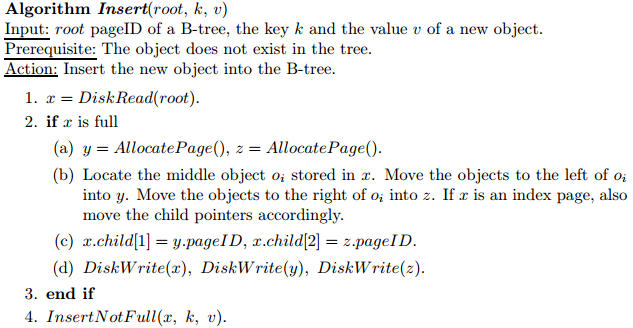 Algorithm Insert(root, k, v)
Input: root pageID of a B-tree, the key k and the value v of a new object.
Prerequisite: The object does not exist in the tree.
Action: Insert the new object into the B-tree.
1. x = DiskRead(root).
2. if x is full
(a) y = AllocatePage(), z = AllocatePage().
(b) Locate the middle object oi stored in x. Move the objects to the left of oi
into y. Move the objects to the right of oi into z. If x is an index page, also
move the child pointers accordingly.
(c) x.child[1] = y.pageID, x.child[2] = z.pageID.
(d) DiskWrite(x), DiskWrite(y), DiskWrite(z).
3. end if
4. InsertNotFull(x, k, v).